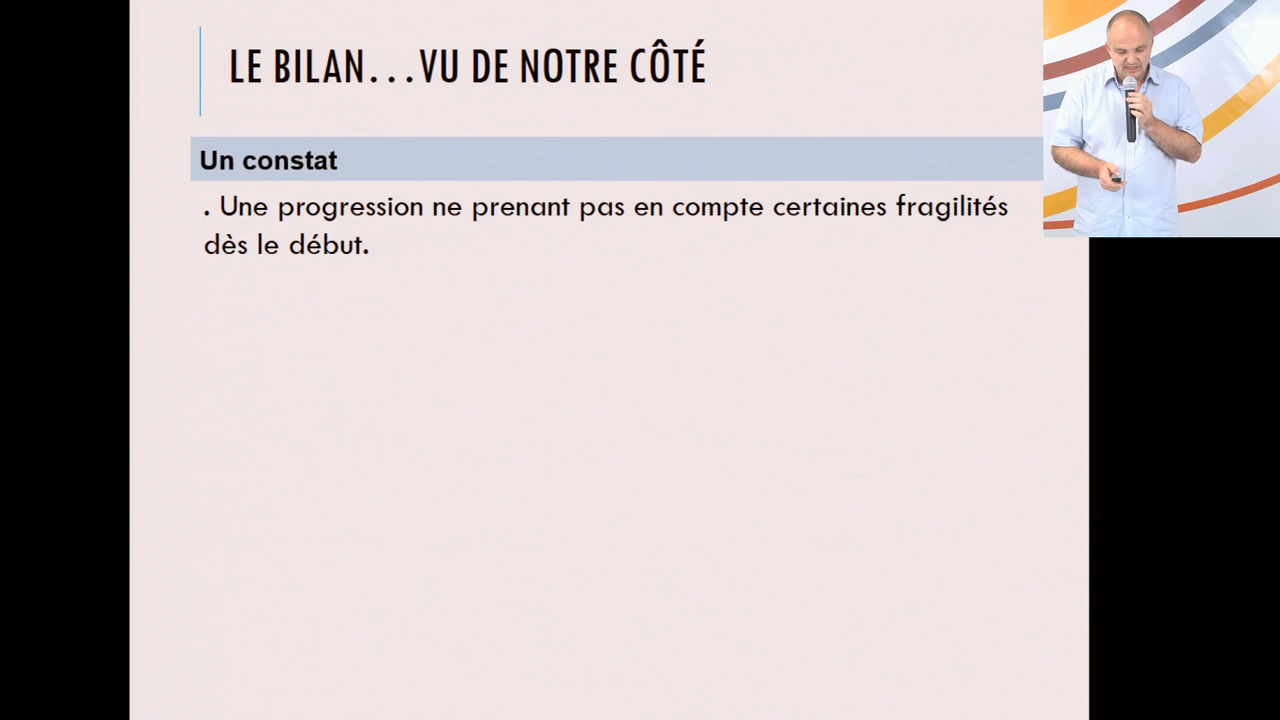 LE BILAN...VU DE NOTRE CÔTÉ
Un constat
. Une progression ne prenant pas en compte certaines fragilités
dès le début.